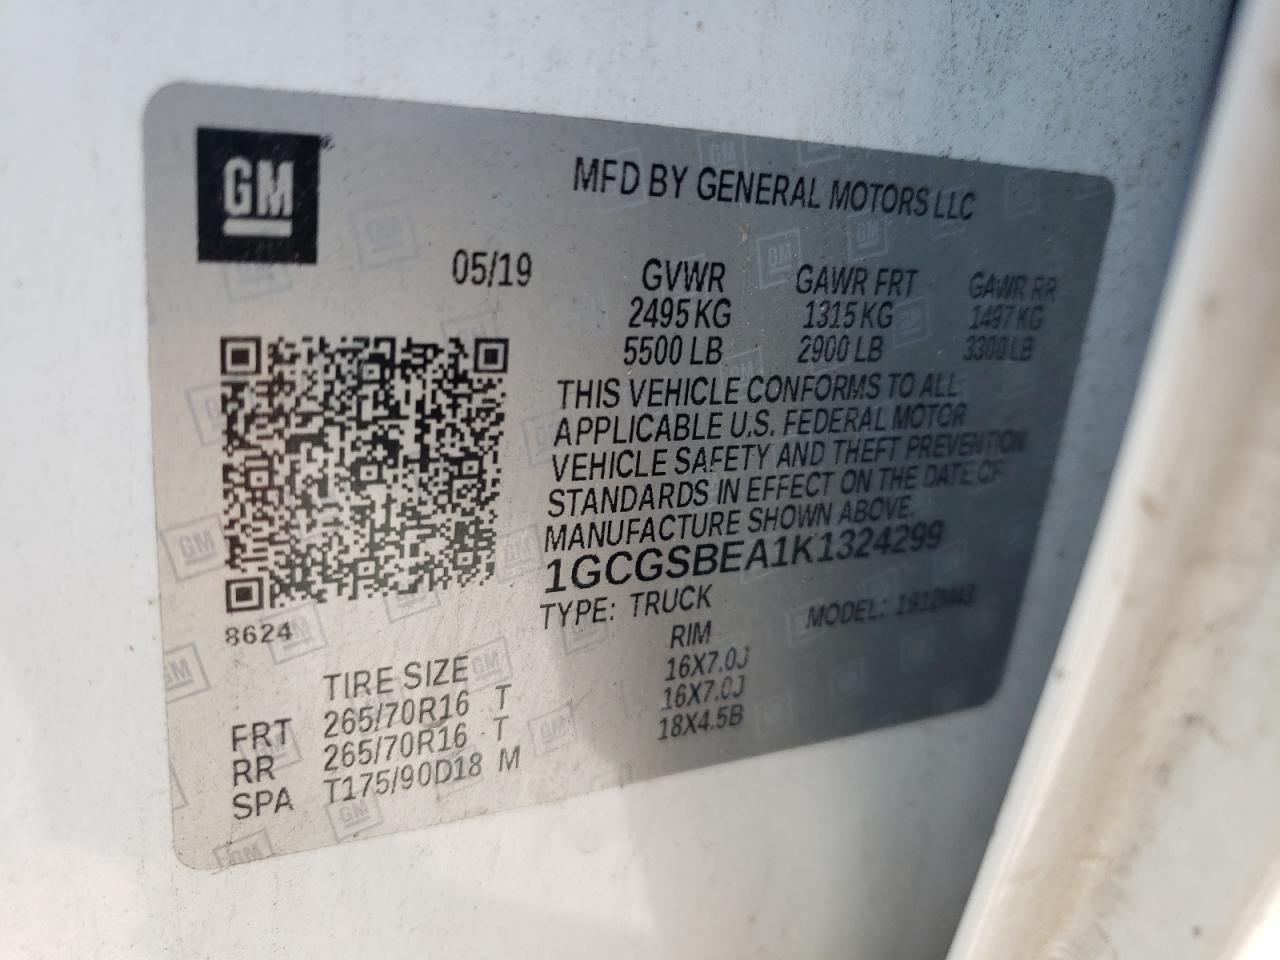 GM
MFD BY GENERAL MOTORS LLC
05/19 GVWR GAWR FRT GAWR RR
2495 KG 1315 KG 1497 KG
5500 LB 2900 LB 3300 LB
THIS VEHICLE CONFORMS TO ALL
APPLICABLE U.S. FEDERAL MOTOR
VEHICLE SAFETY AND THEFT PREVENTION
STANDARDS IN EFFECT ON THE DATE OF
MANUFACTURE SHOWN ABOVE.
1GCGSBEA1K1324299
TYPE: TRUCK MODEL: 1912M43
8624
TIRE SIZE RIM
FRT 265/70R16 T 16X7.0J
RR 265/70R16 T 16X7.0J
SPA T175/90D18 M 18X4.5B